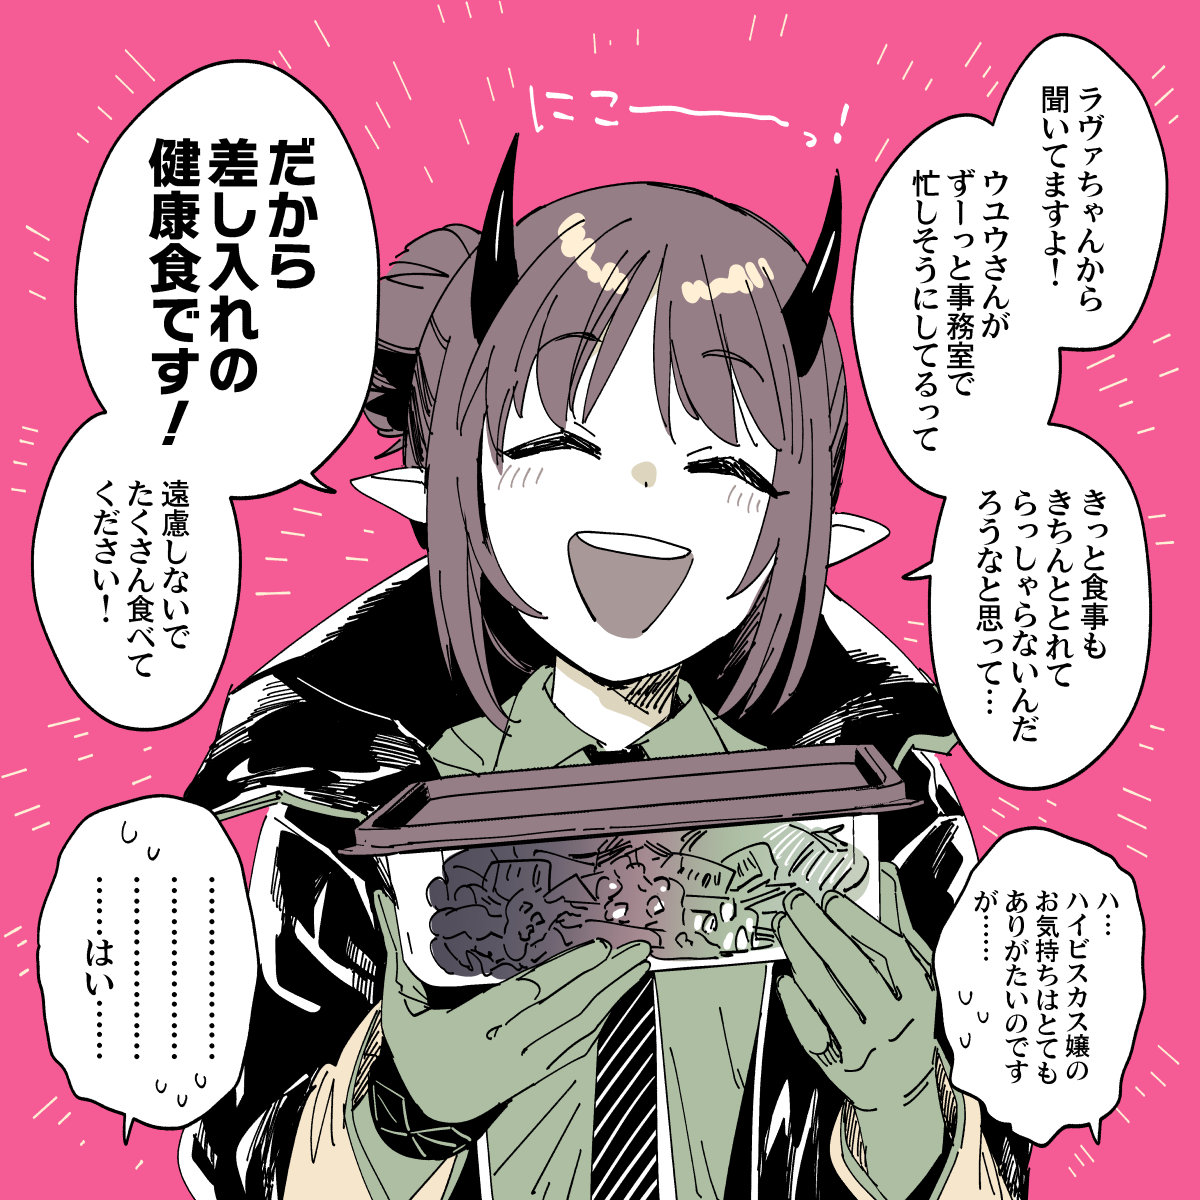 にこーーーっ!
ラヴァちゃんから
聞いてますよ!
ウユウさんが
ずーっと事務室で
忙しそうにしてるって
きっと食事も
きちんととれて
らっしゃらないんだ
ろうなと思って…
だから
差し入れの
健康食です!
遠慮しないで
たくさん食べて
ください!
ハ…
ハイビスカス嬢の
お気持ちはとても
ありがたいのです
が……
………………
………………
………………
……はい……